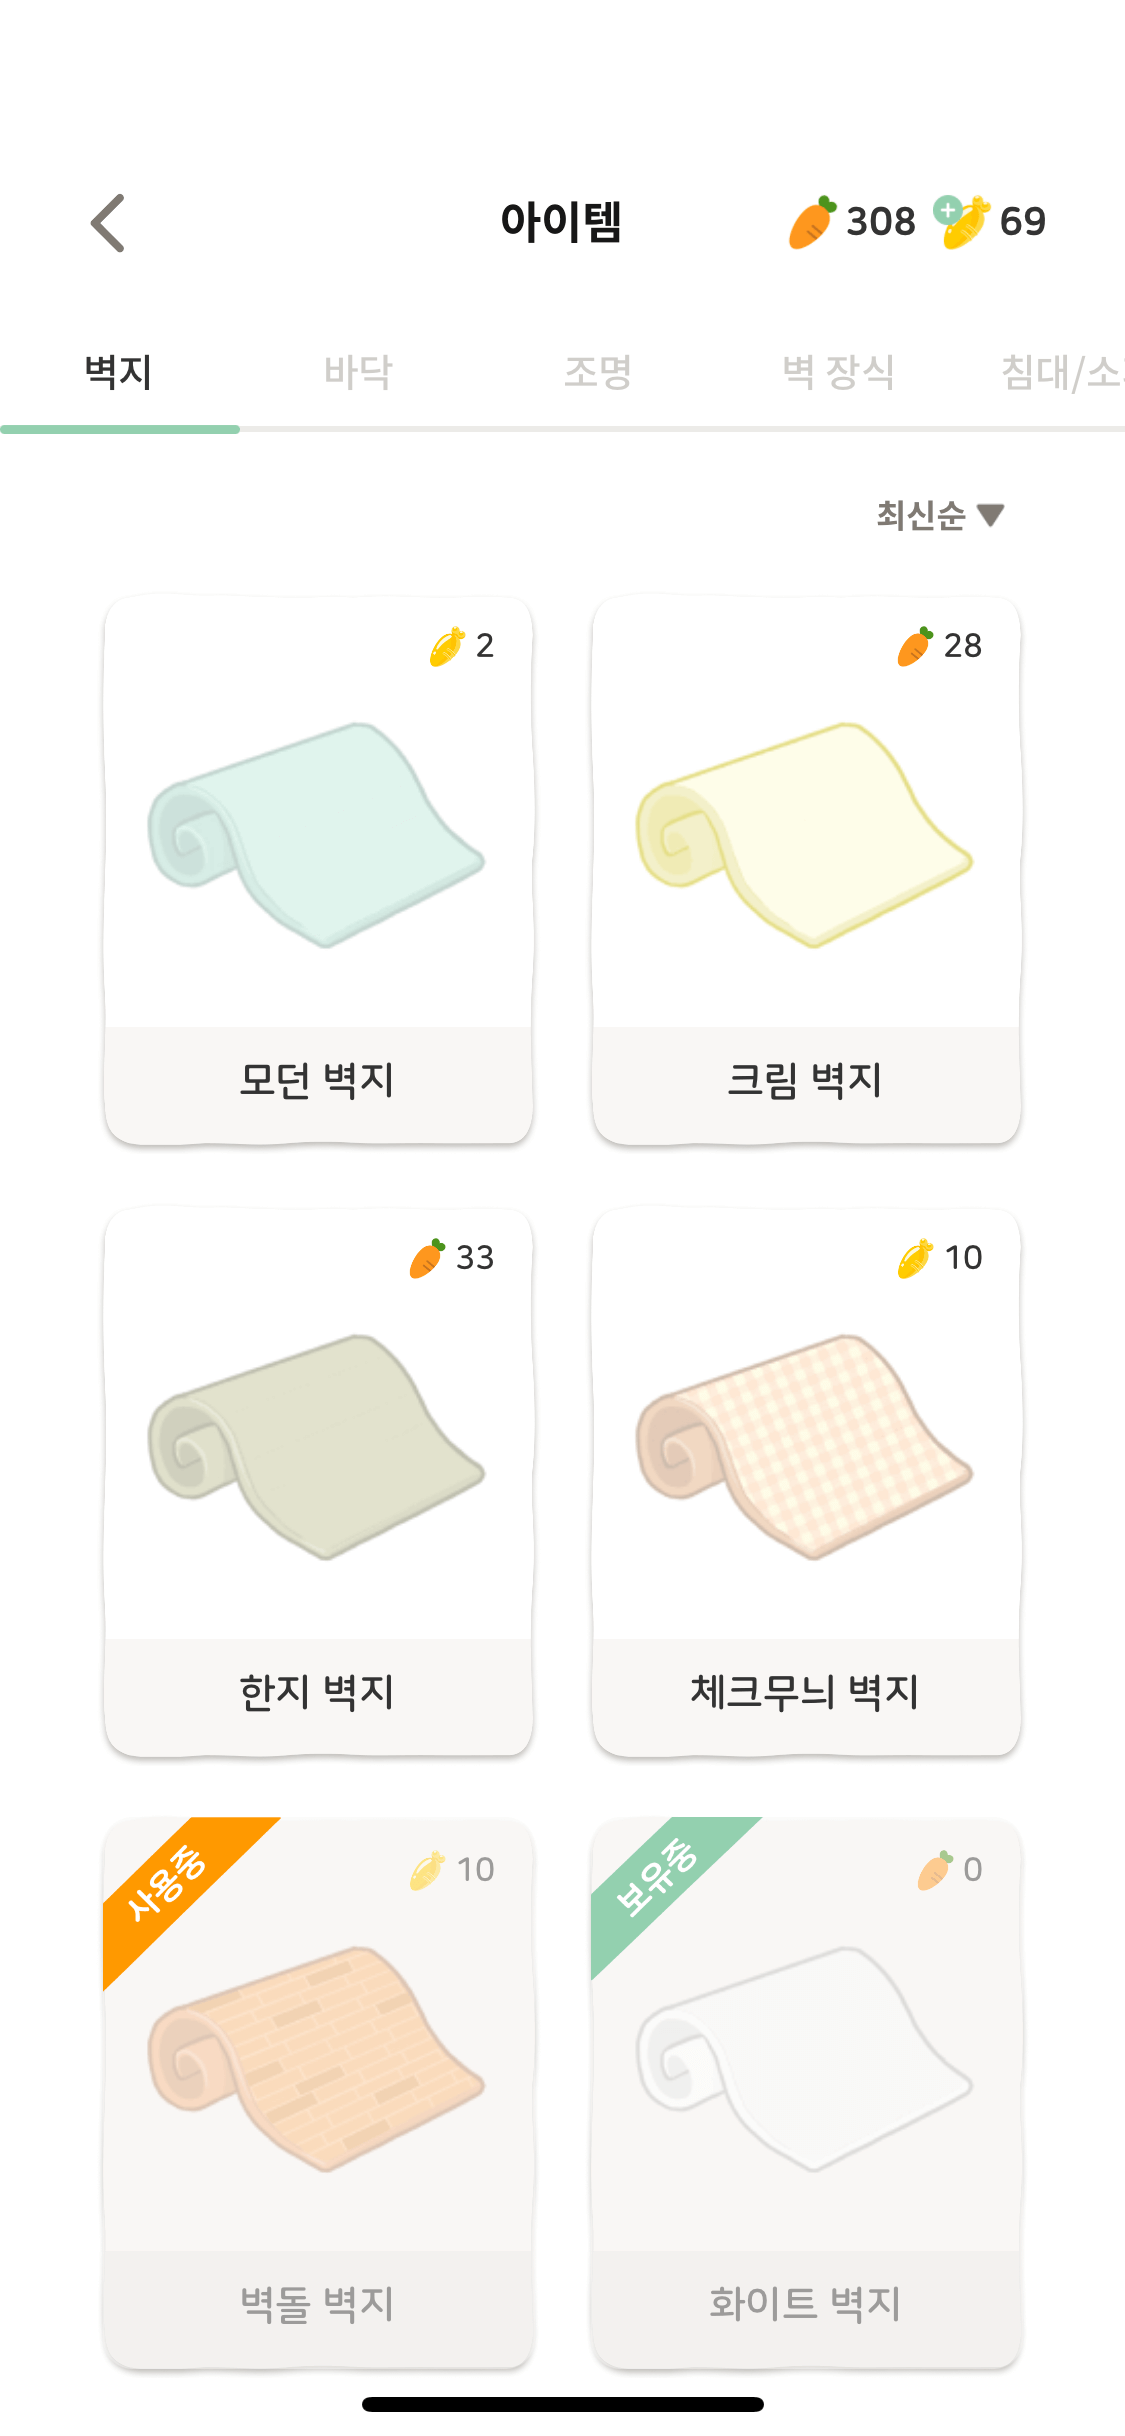 아이템 308 69
벽지 바닥 조명 벽 장식 침대/소
최신순
2
28
모던 벽지
크림 벽지
33
10
한지 벽지
체크무늬 벽지
사용중
10
보유중
0
벽돌 벽지
화이트 벽지